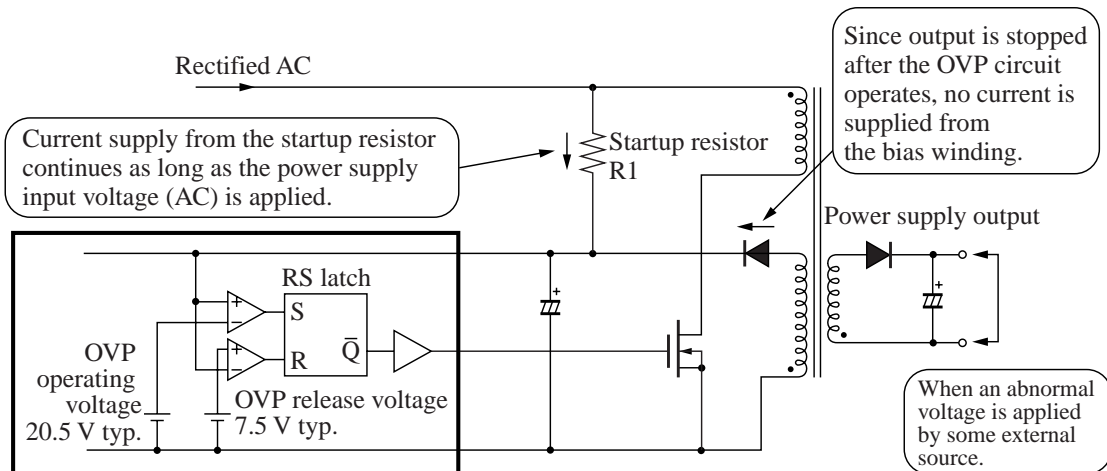 Since output is stopped
after the OVP circuit
operates, no current is
supplied from
the bias winding.
Rectified AC
Current supply from the startup resistor
continues as long as the power supply
input voltage (AC) is applied.
Startup resistor
R1
Power supply output
RS latch
+
+
−
S
+
−
R
Q̅
+
+
OVP
operating
voltage
20.5 V typ.
OVP release voltage
7.5 V typ.
When an abnormal
voltage is applied
by some external
source.